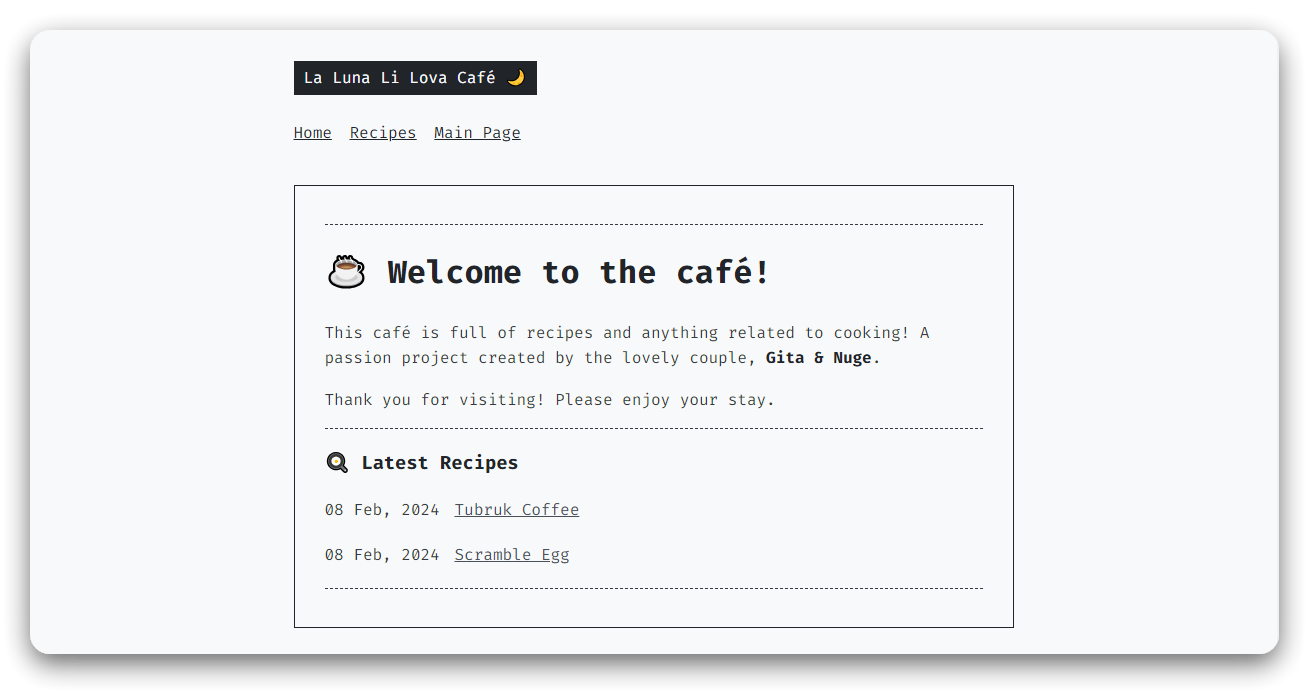 La Luna Li Lova Café 🌙
Home Recipes Main Page
☕ Welcome to the café!
This café is full of recipes and anything related to cooking! A
passion project created by the lovely couple, Gita & Nuge.
Thank you for visiting! Please enjoy your stay.
🍳 Latest Recipes
08 Feb, 2024 Tubruk Coffee
08 Feb, 2024 Scramble Egg